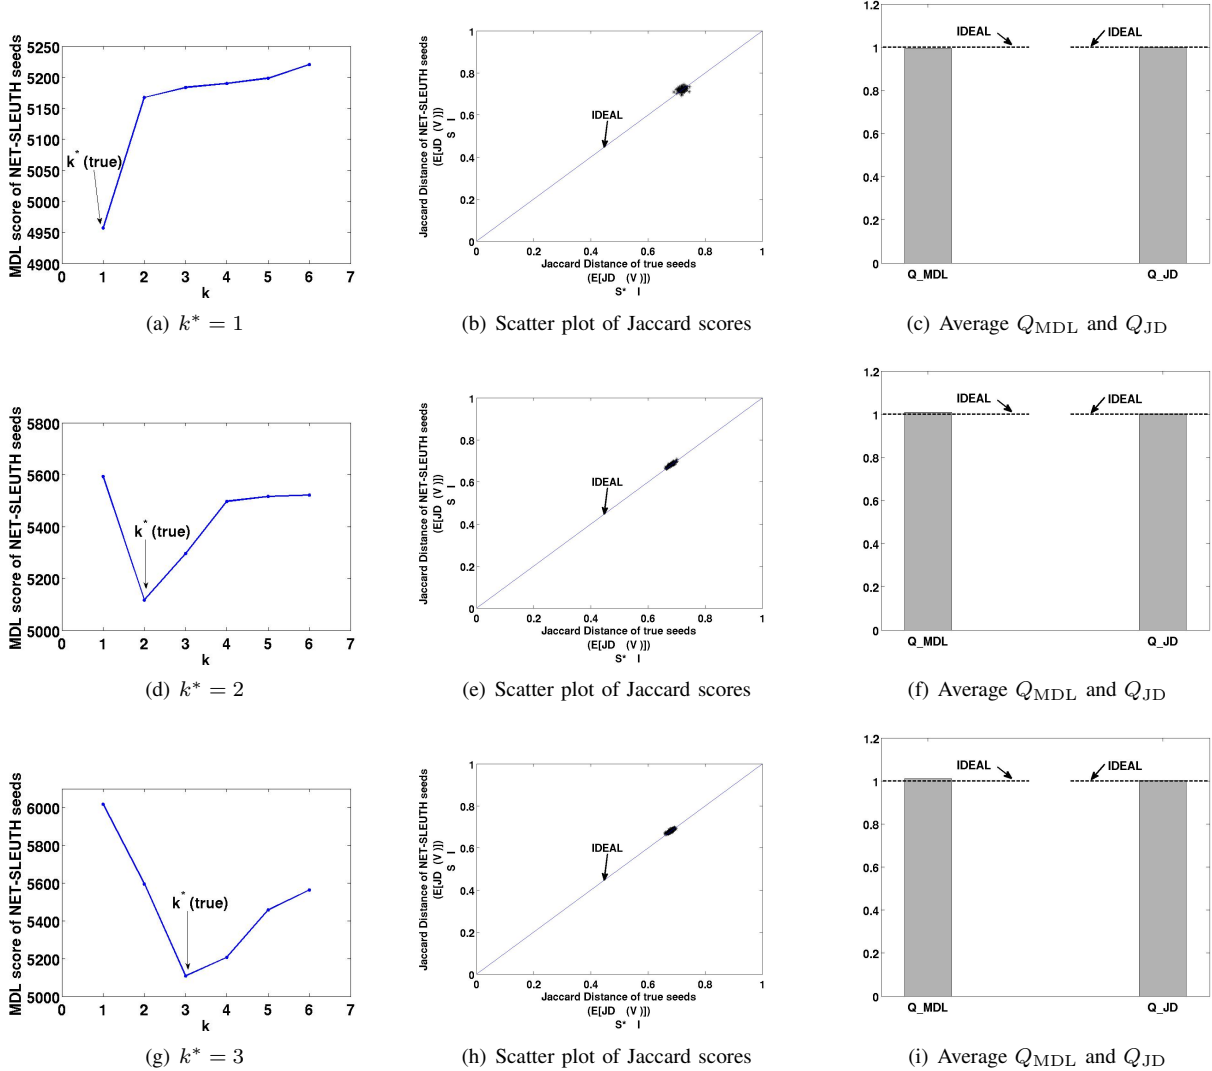 MDL score of NET-SLEUTH seeds
5250
5200
5150
5100
5050
5000
4950
4900
k* (true)
0 1 2 3 4 5 6 7
k
(a) k* = 1
Jaccard Distance of NET-SLEUTH seeds
(E[JD (V )])
S I
1
0.8
0.6
0.4
0.2
0
IDEAL
0.2 0.4 0.6 0.8 1
Jaccard Distance of true seeds
(E[JD (V )])
S* I
(b) Scatter plot of Jaccard scores
1.2
1
0.8
0.6
0.4
0.2
0
IDEAL IDEAL
Q_MDL Q_JD
(c) Average Q_MDL and Q_JD
MDL score of NET-SLEUTH seeds
5800
5600
5400
5200
5000
k* (true)
0 1 2 3 4 5 6 7
k
(d) k* = 2
Jaccard Distance of NET-SLEUTH seeds
(E[JD (V )])
S I
1
0.8
0.6
0.4
0.2
0
IDEAL
0 0.2 0.4 0.6 0.8 1
Jaccard Distance of true seeds
(E[JD (V )])
S* I
(e) Scatter plot of Jaccard scores
1.2
1
0.8
0.6
0.4
0.2
0
IDEAL IDEAL
Q_MDL Q_JD
(f) Average Q_MDL and Q_JD
MDL score of NET-SLEUTH seeds
6000
5800
5600
5400
5200
5000
k* (true)
0 1 2 3 4 5 6 7
k
(g) k* = 3
Jaccard Distance of NET-SLEUTH seeds
(E[JD (V )])
S I
1
0.8
0.6
0.4
0.2
0
IDEAL
0 0.2 0.4 0.6 0.8 1
Jaccard Distance of true seeds
(E[JD (V )])
S* I
(h) Scatter plot of Jaccard scores
1.2
1
0.8
0.6
0.4
0.2
0
IDEAL IDEAL
Q_MDL Q_JD
(i) Average Q_MDL and Q_JD